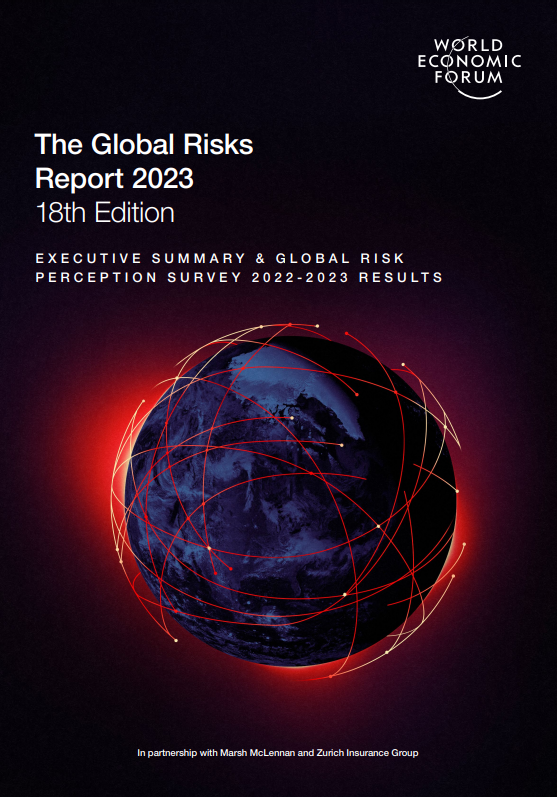 WORLD
ECONOMIC
FORUM
The Global Risks
Report 2023
18th Edition
EXECUTIVE SUMMARY & GLOBAL RISK
PERCEPTION SURVEY 2022-2023 RESULTS
In partnership with Marsh McLennan and Zurich Insurance Group